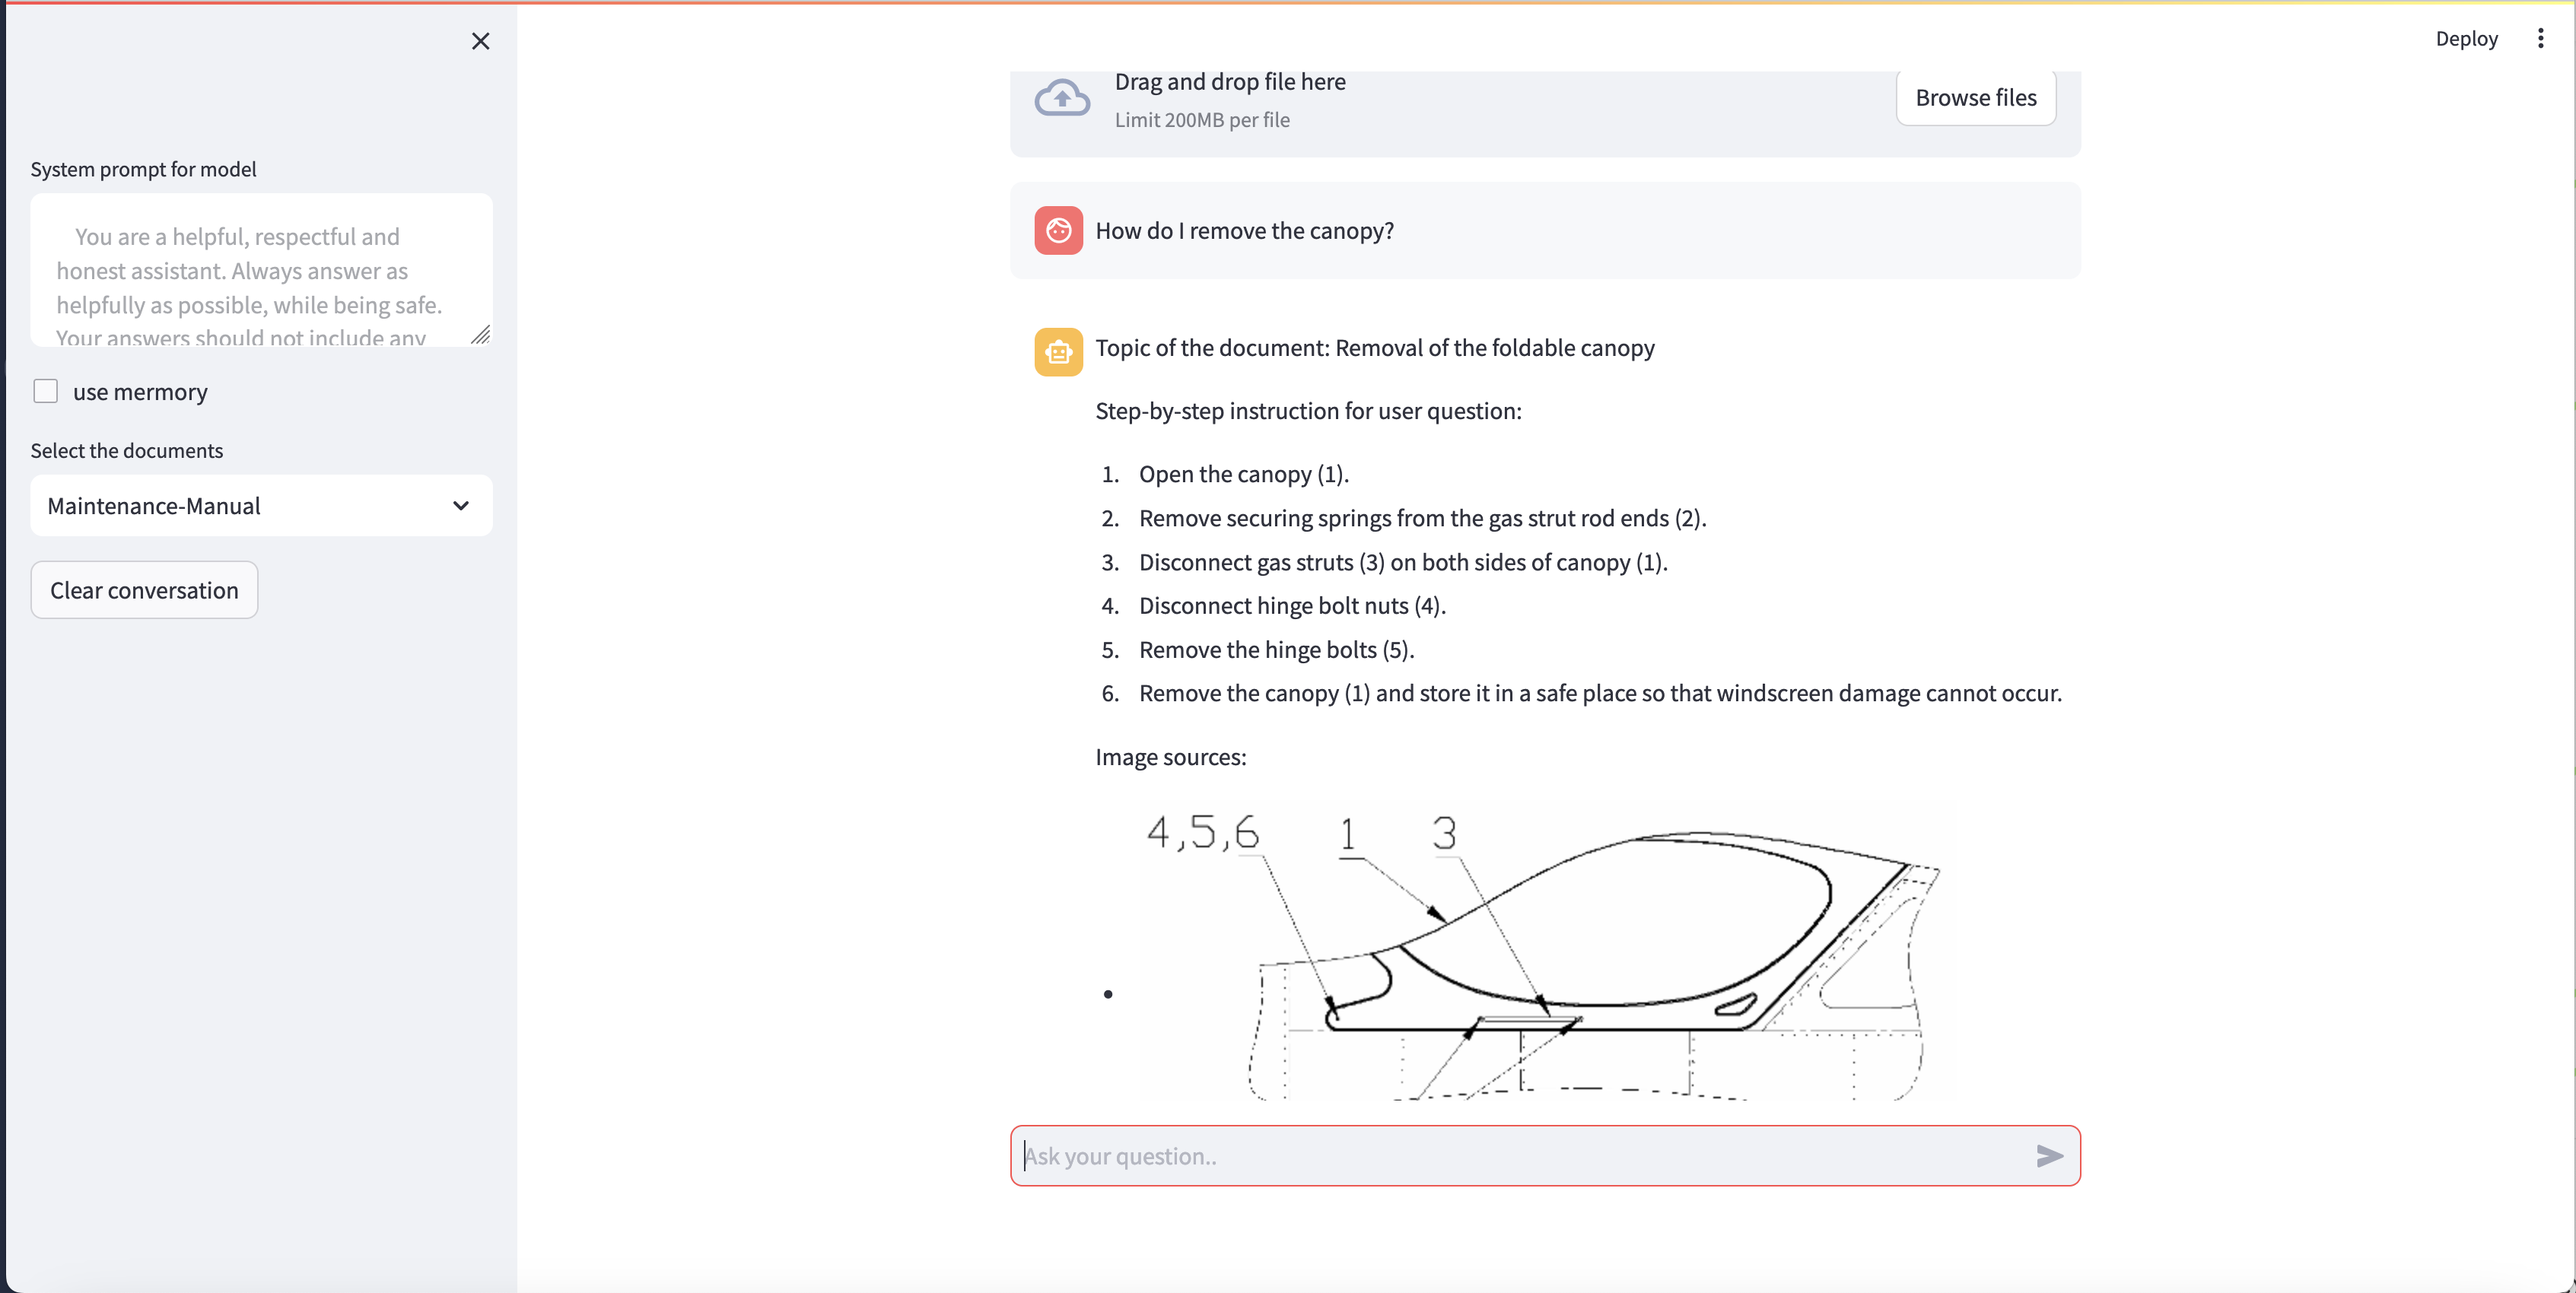 Deploy
System prompt for model
You are a helpful, respectful and
honest assistant. Always answer as
helpfully as possible, while being safe.
Your answers should not include any
use mermory
Select the documents
Maintenance-Manual
Clear conversation
Drag and drop file here
Limit 200MB per file
Browse files
How do I remove the canopy?
Topic of the document: Removal of the foldable canopy
Step-by-step instruction for user question:
1. Open the canopy (1).
2. Remove securing springs from the gas strut rod ends (2).
3. Disconnect gas struts (3) on both sides of canopy (1).
4. Disconnect hinge bolt nuts (4).
5. Remove the hinge bolts (5).
6. Remove the canopy (1) and store it in a safe place so that windscreen damage cannot occur.
Image sources:
4,5,6 1 3
Ask your question..